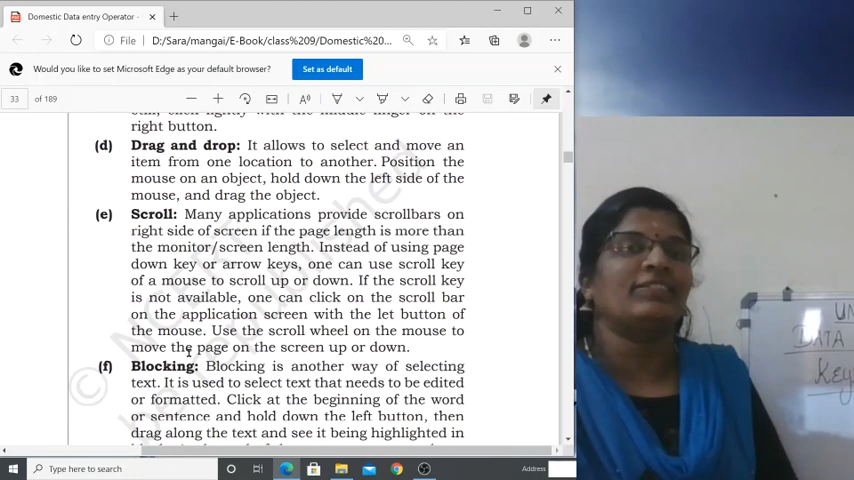 Domestic Data entry Operator -
File D:/Sara/mangai/E-Book/class%209/Domestic%20...
Would you like to set Microsoft Edge as your default browser? Set as default
33 of 189
right button.
(d) Drag and drop: It allows to select and move an
item from one location to another. Position the
mouse on an object, hold down the left side of the
mouse, and drag the object.
(e) Scroll: Many applications provide scrollbars on
right side of screen if the page length is more than
the monitor/screen length. Instead of using page
down key or arrow keys, one can use scroll key
of a mouse to scroll up or down. If the scroll key
is not available, one can click on the scroll bar
on the application screen with the let button of
the mouse. Use the scroll wheel on the mouse to
move the page on the screen up or down.
(f) Blocking: Blocking is another way of selecting
text. It is used to select text that needs to be edited
or formatted. Click at the beginning of the word
or sentence and hold down the left button, then
drag along the text and see it being highlighted in
© NCERT
be republished
UN
DATA
Key
Type here to search
Address